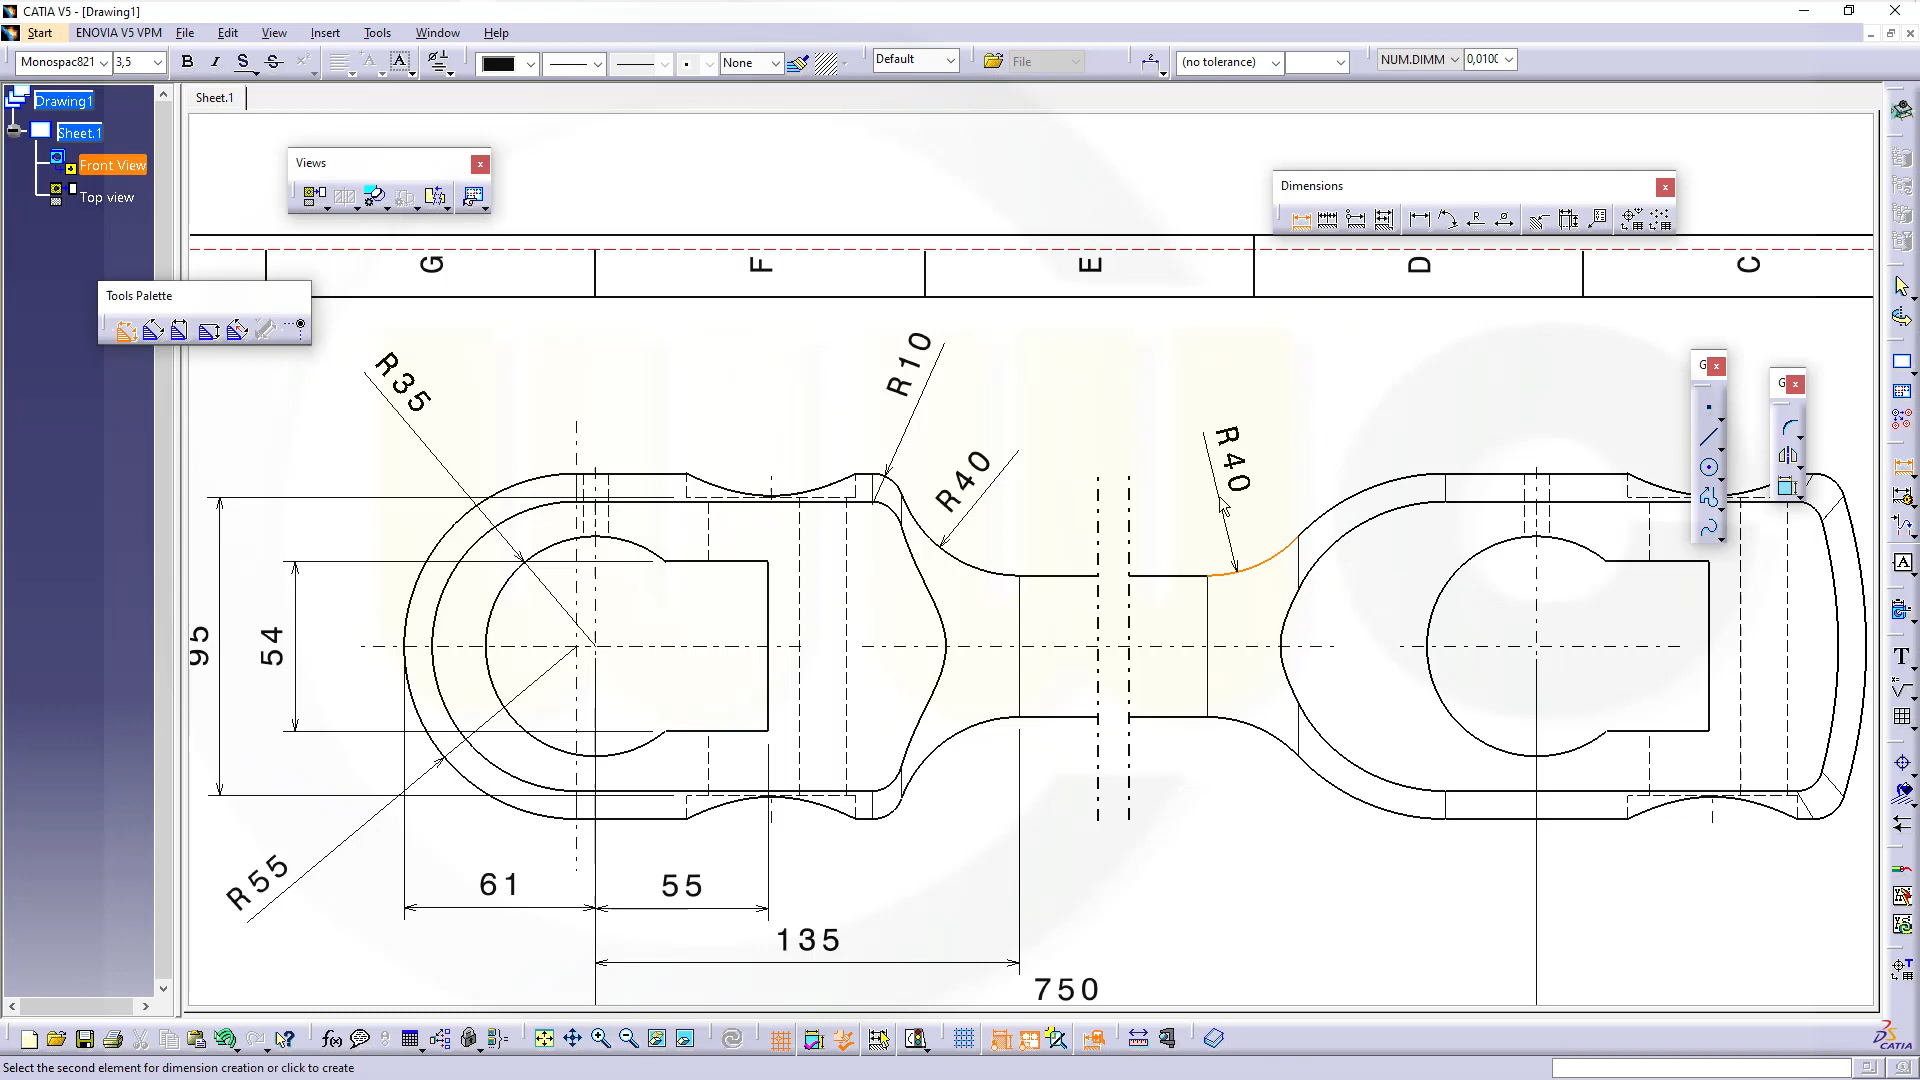 CATIA V5 - [Drawing1]
Start ENOVIA V5 VPM File Edit View Insert Tools Window Help
Monospac821 3,5 None Default File (no tolerance) NUM.DIMM 0,0100
Drawing1
Sheet.1
Front View
Top view
Sheet.1
Views
Dimensions
Tools Palette
G F E D C
G
G
R35
R10
R40
R40
95
54
R55
61
55
135
750
CATIA
Select the second element for dimension creation or click to create